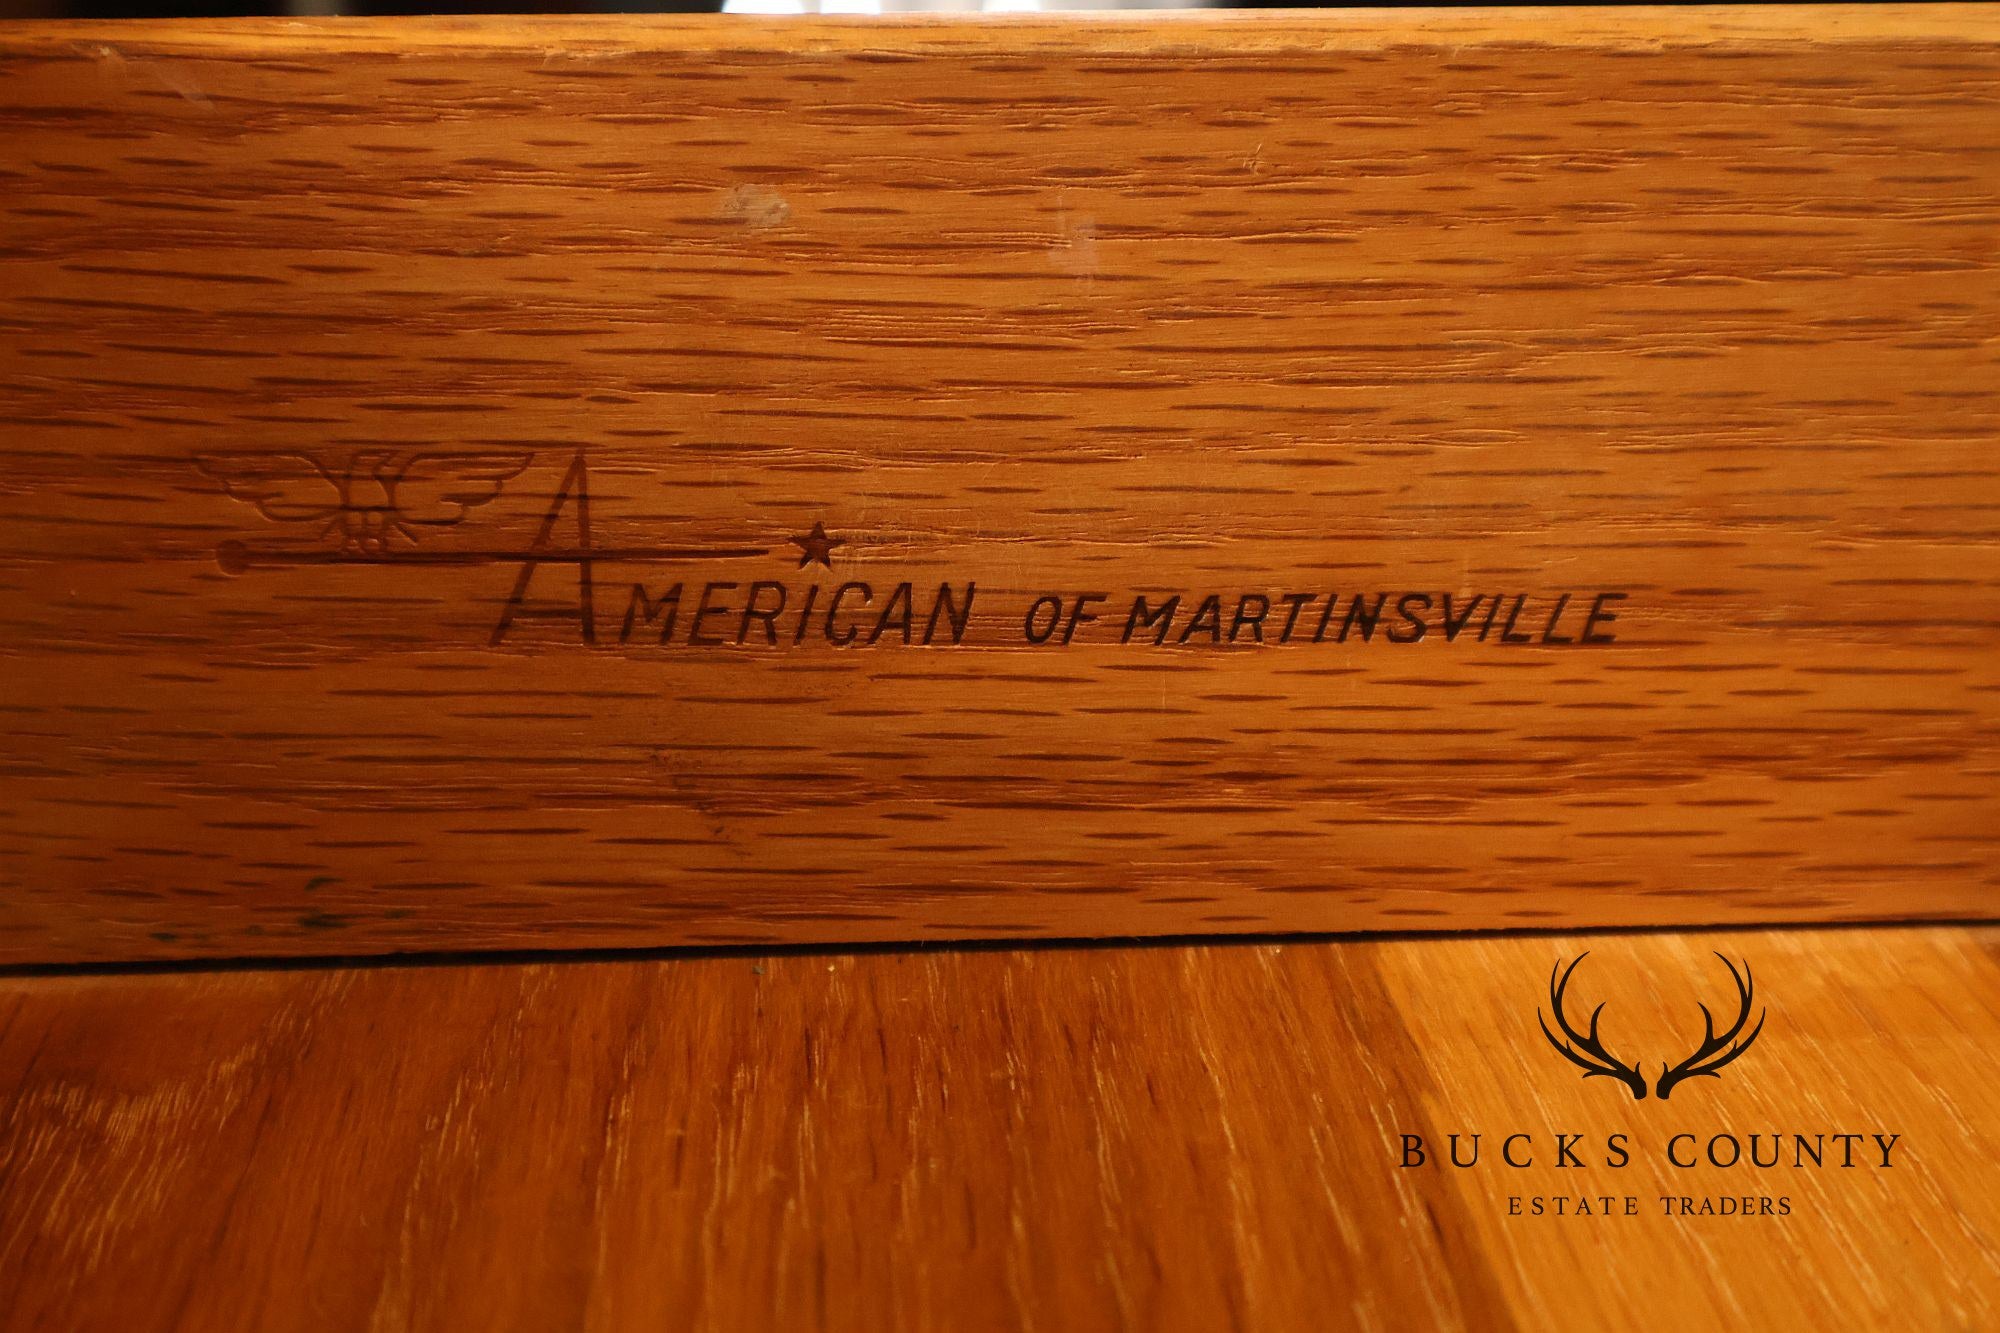 AMERICAN OF MARTINSVILLE
BUCKS COUNTY
ESTATE TRADERS